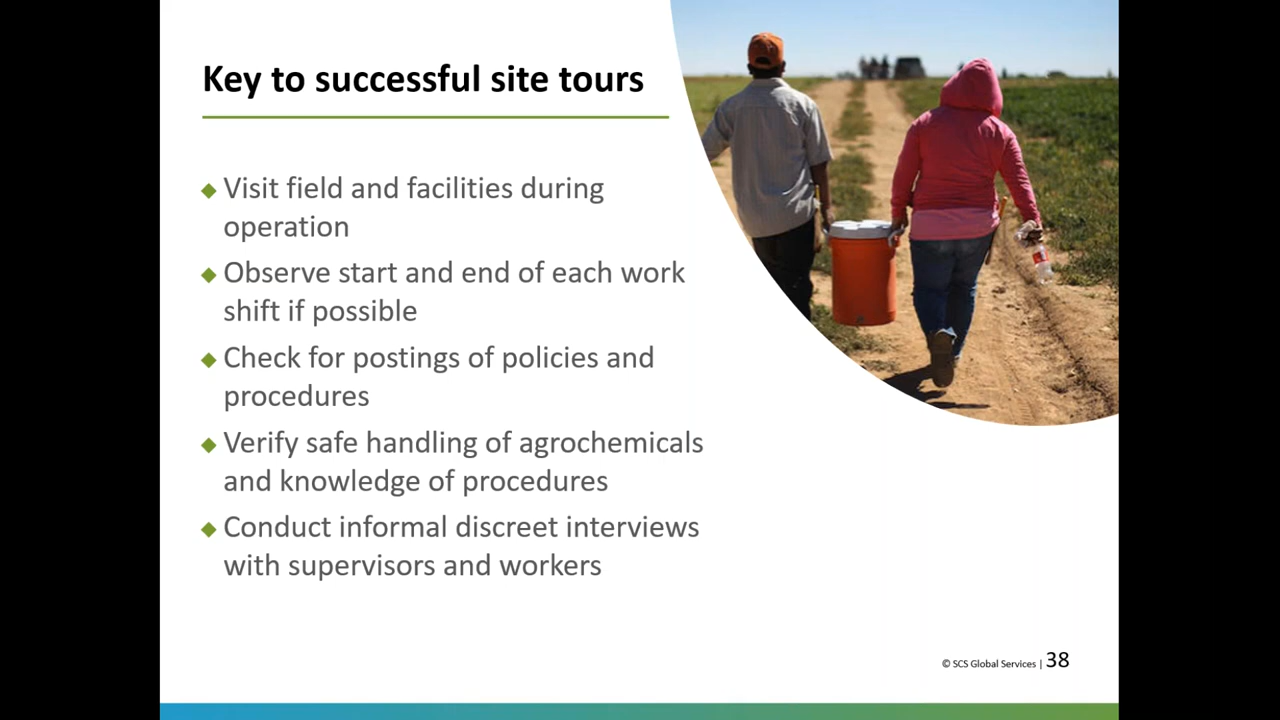 Key to successful site tours
Visit field and facilities during
operation
Observe start and end of each work
shift if possible
Check for postings of policies and
procedures
Verify safe handling of agrochemicals
and knowledge of procedures
Conduct informal discreet interviews
with supervisors and workers
© SCS Global Services | 38